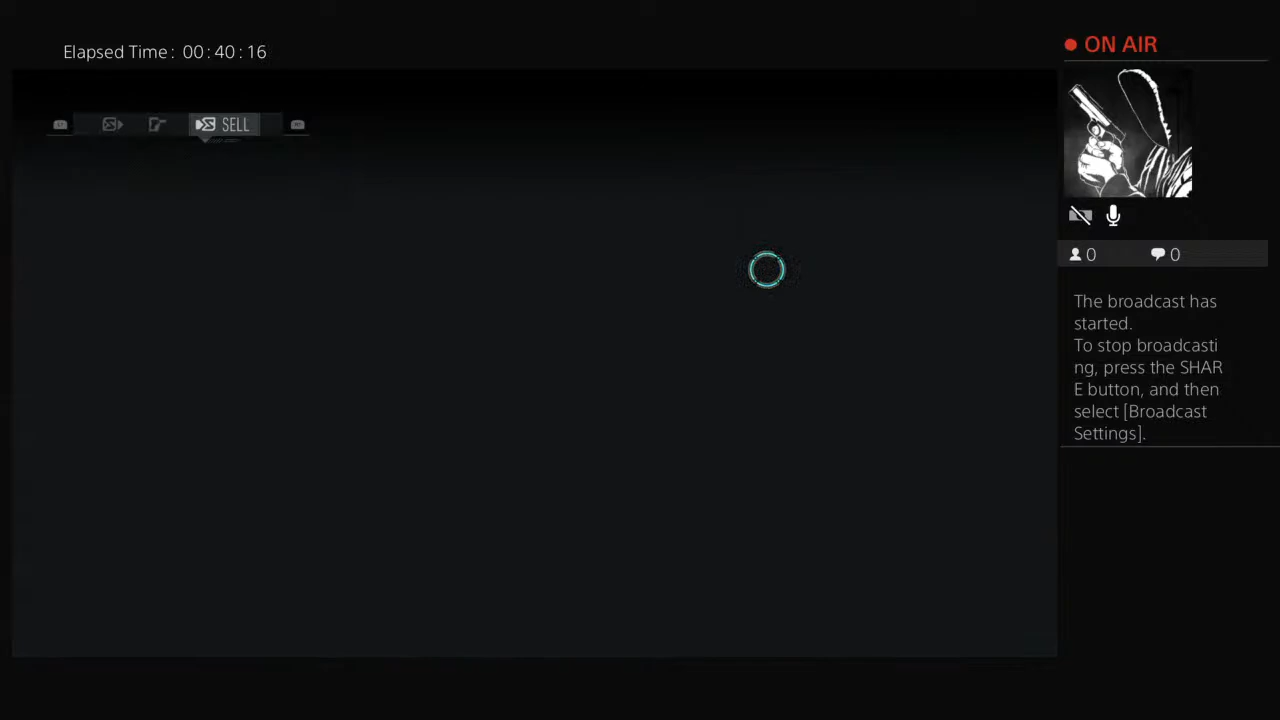 Elapsed Time: 00:40:16
ON AIR
SELL
0 0
The broadcast has
started.
To stop broadcasti
ng, press the SHAR
E button, and then
select [Broadcast
Settings].